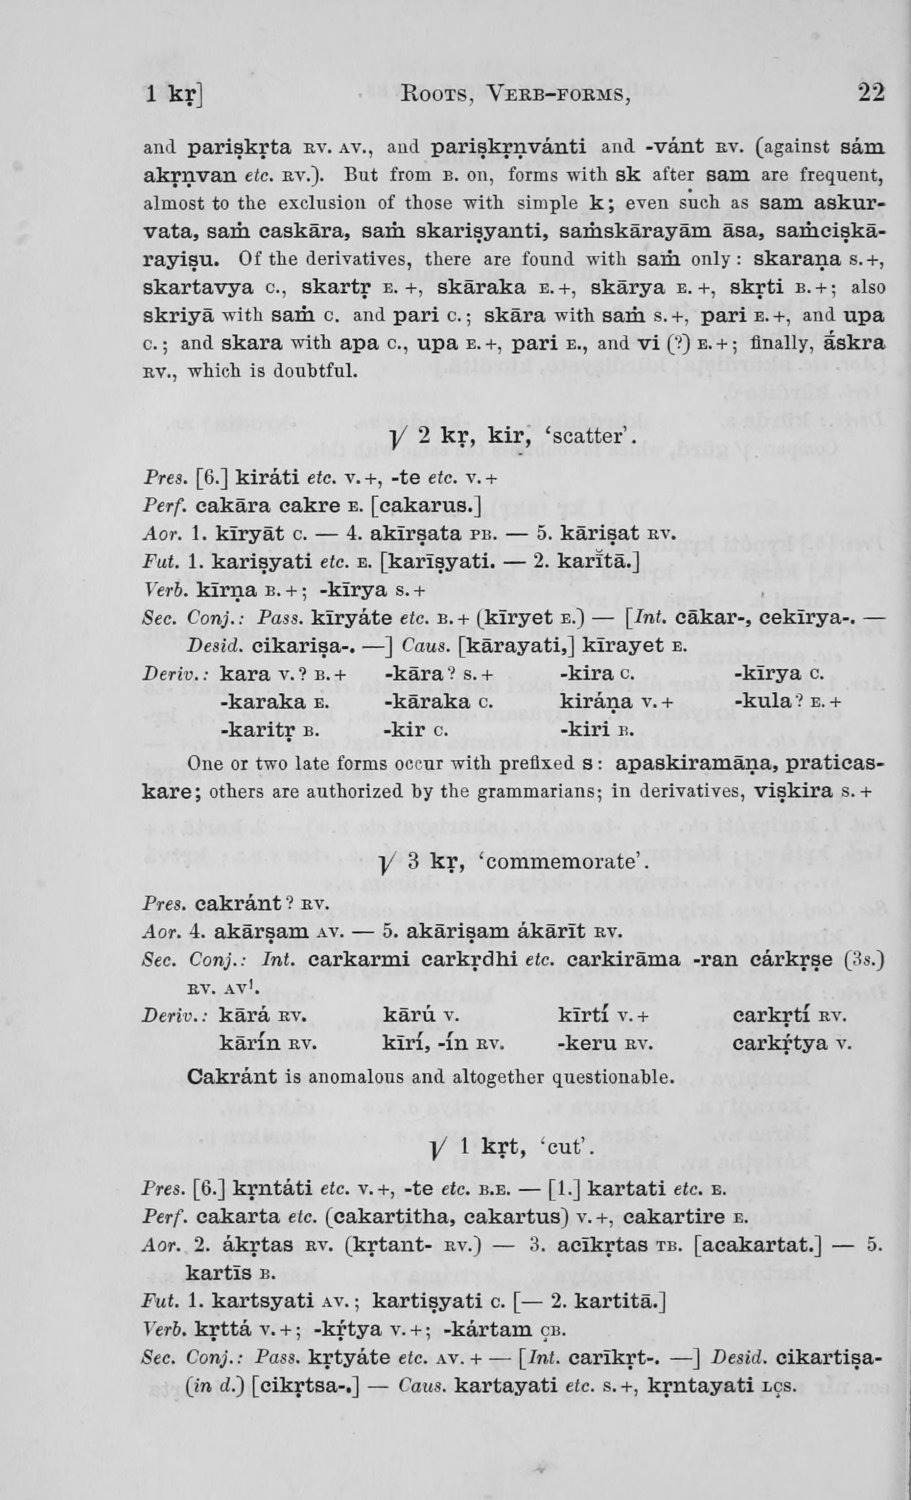 1 kṛ] ROOTS, VERB-FORMS, 22
and pariṣkṛta RV. AV., and pariṣkṛṇvánti and -vánt RV. (against sám
akṛṇvan etc. RV.). But from B. on, forms with sk after sam are frequent,
almost to the exclusion of those with simple k; even such as sam askur-
vata, saṁ caskāra, saṁ skariṣyanti, saṁskārayām āsa, saṁciṣkā-
rayiṣu. Of the derivatives, there are found with saṁ only: skaraṇa S.+,
skartavya C., skartṛ E.+, skāraka E.+, skārya E.+, skṛti B.+; also
skriyā with saṁ C. and pari C.; skāra with saṁ S.+, pari E.+, and upa
C.; and skara with apa C., upa E.+, pari E., and vi (?) E.+; finally, ā́skra
RV., which is doubtful.
√ 2 kṛ, kir, ‘scatter’.
Pres. [6.] kiráti etc. V.+, -te etc. V.+
Perf. cakāra cakre E. [cakarus.]
Aor. 1. kīryāt C. — 4. akīrṣata PB. — 5. kāriṣat RV.
Fut. 1. kariṣyati etc. E. [karīṣyati. — 2. karī̆tā.]
Verb. kīrṇa B.+; -kīrya S.+
Sec. Conj.: Pass. kīryáte etc. B.+ (kīryet E.) — [Int. cākar-, cekīrya-. —
Desid. cikariṣa-. —] Caus. [kārayati,] kīrayet E.
Deriv.: kara V.? B.+ -kāra? S.+ -kira C. -kīrya C.
-karaka E. -kāraka C. kiráṇa V.+ -kula? E.+
-karitṛ B. -kir C. -kiri B.
One or two late forms occur with prefixed s: apaskiramāṇa, praticas-
kare; others are authorized by the grammarians; in derivatives, viṣkira S.+
√ 3 kṛ, ‘commemorate’.
Pres. cakránt? RV.
Aor. 4. akārṣam AV. — 5. akāriṣam ákārīt RV.
Sec. Conj.: Int. carkarmi carkṛdhi etc. carkirāma -ran cárkṛṣe (3s.)
RV. AV¹.
Deriv.: kārá RV. kārú V. kīrtí V.+ carkṛtí RV.
kārín RV. kīrí, -ín RV. -keru RV. carkṛ́tya V.
Cakránt is anomalous and altogether questionable.
√ 1 kṛt, ‘cut’.
Pres. [6.] kṛntáti etc. V.+, -te etc. B.E. — [1.] kartati etc. E.
Perf. cakarta etc. (cakartitha, cakartus) V.+, cakartire E.
Aor. 2. ákṛtas RV. (kṛtant- RV.) — 3. acīkṛtas TB. [acakartat.] — 5.
kartīs B.
Fut. 1. kartsyati AV.; kartiṣyati C. [— 2. kartitā.]
Verb. kṛttá V.+; -kṛ́tya V.+; -kártam ÇB.
Sec. Conj.: Pass. kṛtyáte etc. AV.+ — [Int. carīkṛt-. —] Desid. cikartiṣa-
(in d.) [cikṛtsa-.] — Caus. kartayati etc. S.+, kṛntayati LÇS.